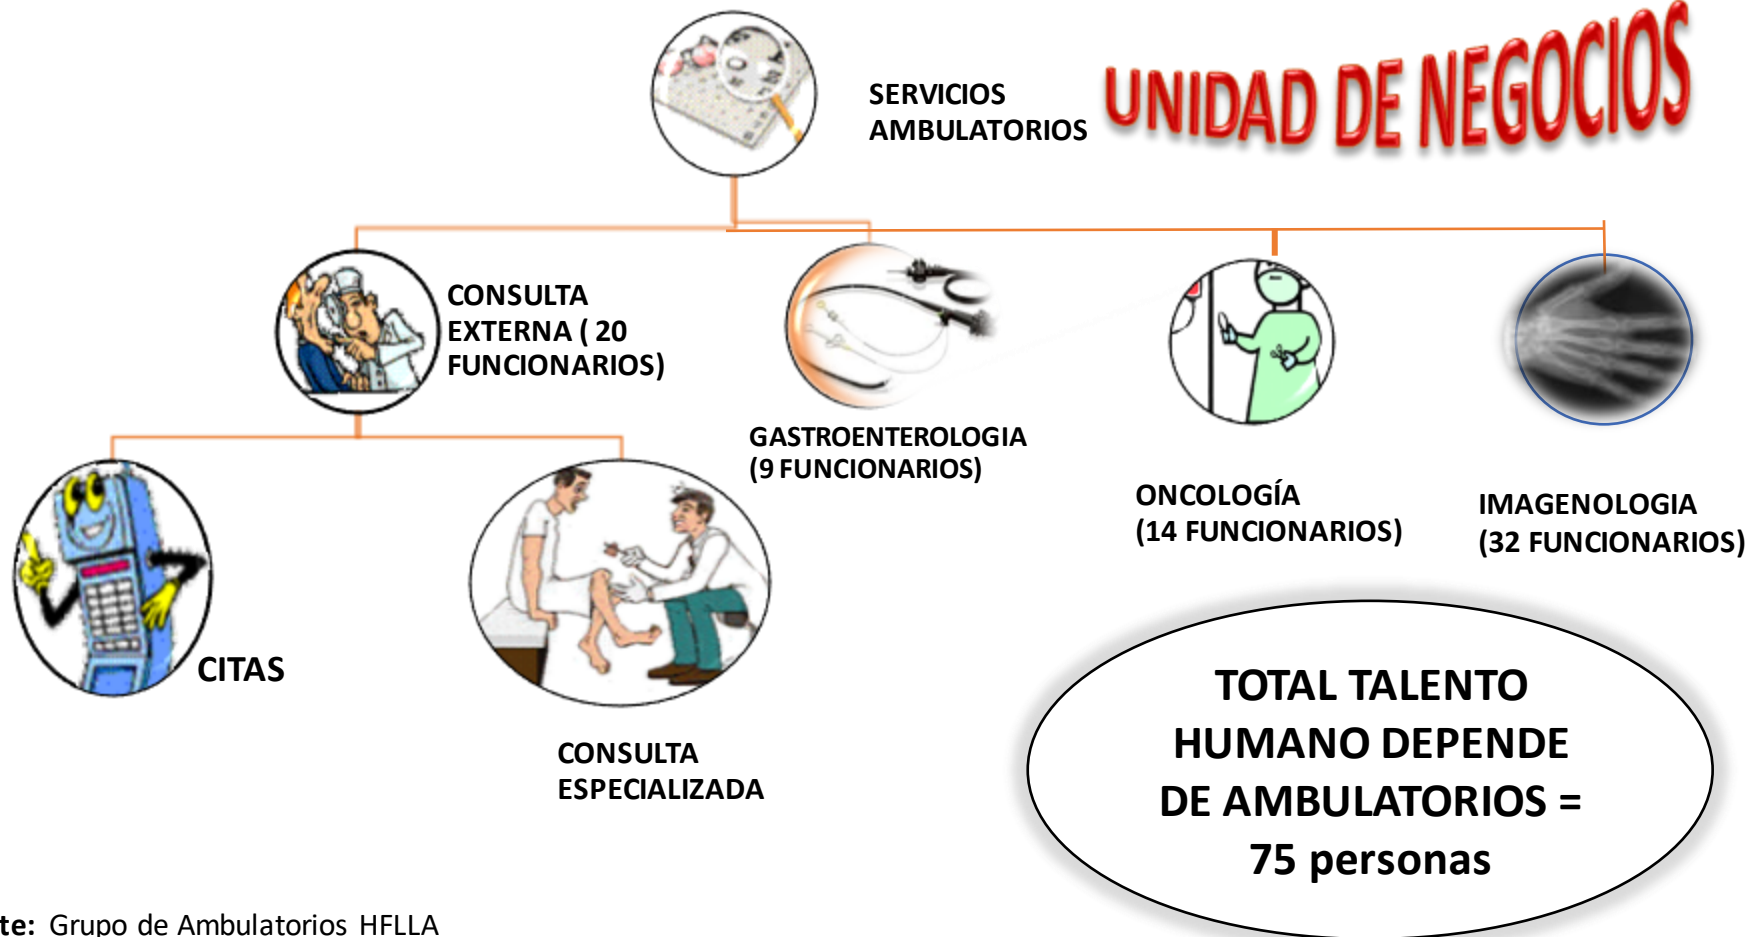 SERVICIOS
AMBULATORIOS
UNIDAD DE NEGOCIOS
CONSULTA
EXTERNA ( 20
FUNCIONARIOS)
GASTROENTEROLOGIA
(9 FUNCIONARIOS)
ONCOLOGÍA
(14 FUNCIONARIOS)
IMAGENOLOGIA
(32 FUNCIONARIOS)
CITAS
CONSULTA
ESPECIALIZADA
TOTAL TALENTO
HUMANO DEPENDE
DE AMBULATORIOS =
75 personas
te: Grupo de Ambulatorios HFLLA